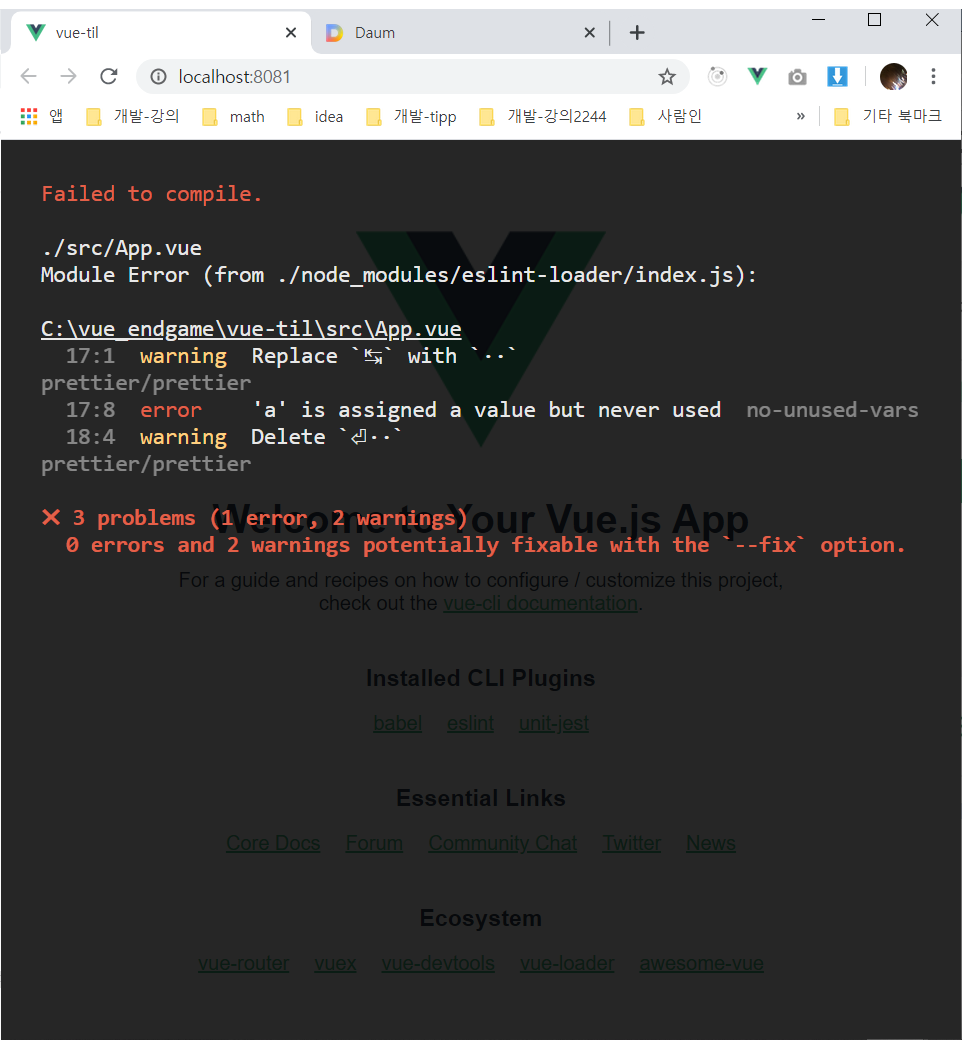 vue-til
Daum
localhost:8081
앱 개발-강의 math idea 개발-tipp 개발-강의2244 사람인 » 기타 북마크
Failed to compile.
./src/App.vue
Module Error (from ./node_modules/eslint-loader/index.js):
C:\vue_endgame\vue-til\src\App.vue
17:1 warning Replace `↹` with `··`
prettier/prettier
17:8 error 'a' is assigned a value but never used no-unused-vars
18:4 warning Delete `⏎··`
prettier/prettier
✕ 3 problems (1 error, 2 warnings)
Welcome to Your Vue.js App
0 errors and 2 warnings potentially fixable with the `--fix` option.
For a guide and recipes on how to configure / customize this project,
check out the vue-cli documentation.
Installed CLI Plugins
babel eslint unit-jest
Essential Links
Core Docs Forum Community Chat Twitter News
Ecosystem
vue-router vuex vue-devtools vue-loader awesome-vue